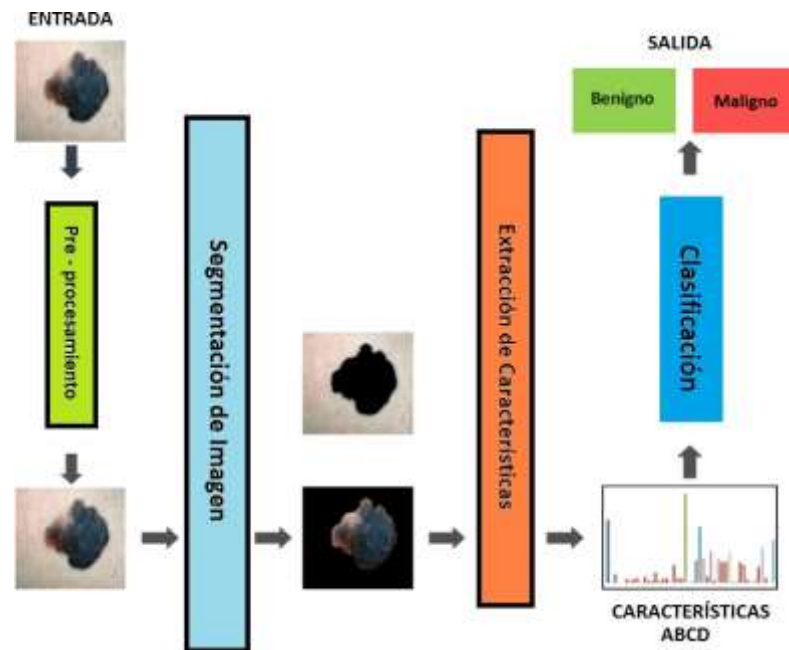 ENTRADA
Pre - procesamiento
Segmentación de Imagen
Extracción de Características
SALIDA
Benigno
Maligno
Clasificación
CARACTERÍSTICAS
ABCD